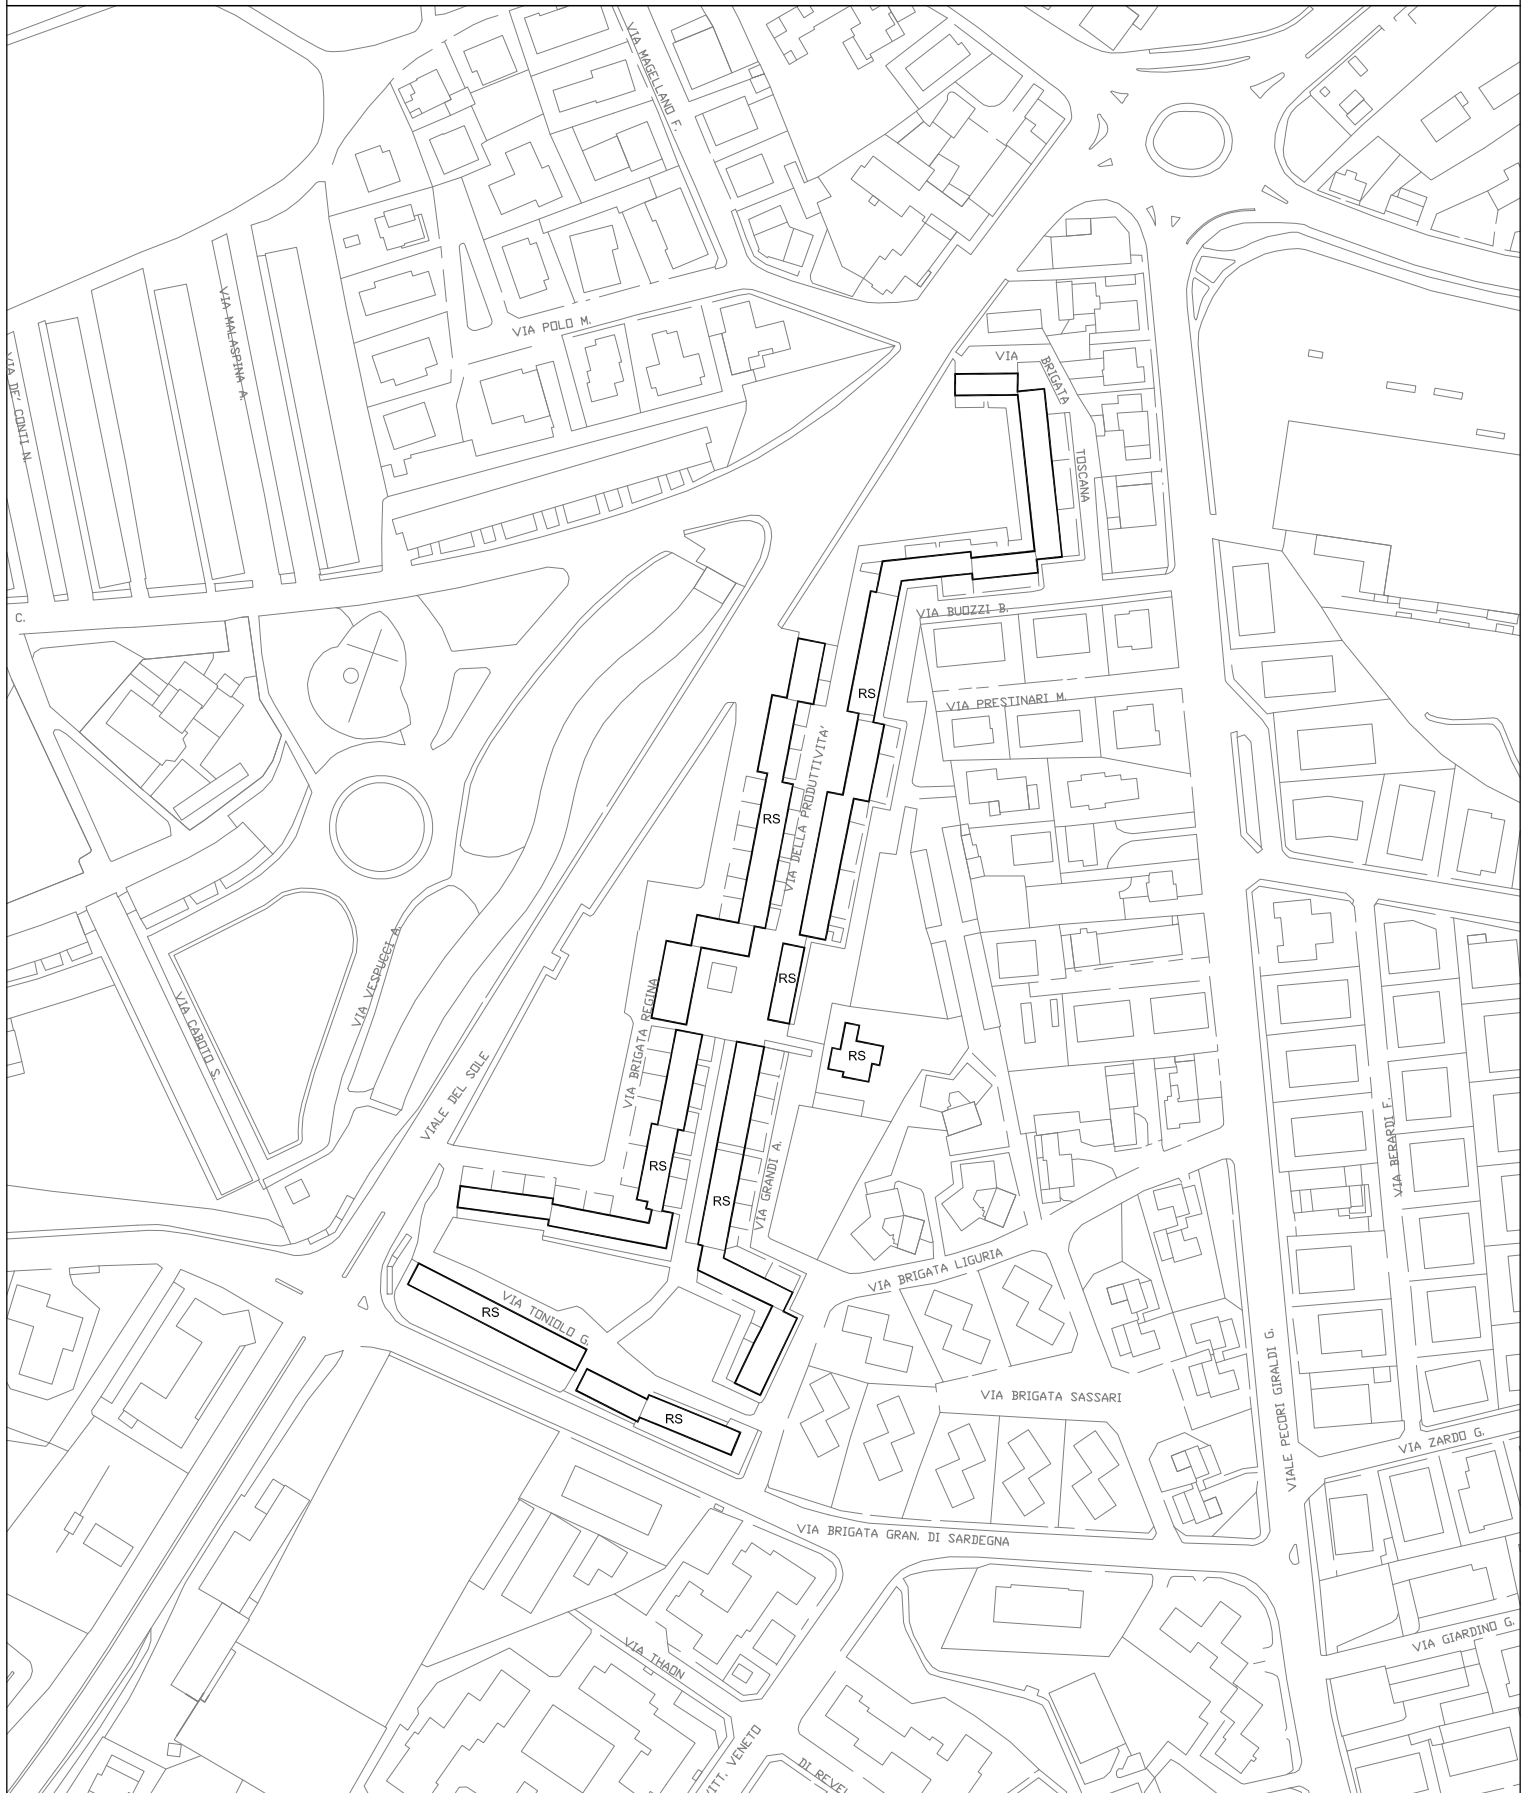 VIA MAGELLANO F.
VIA POLO M.
VIA MALASPINA A.
VIA DE' CONTI N.
VIA
BRIGATA
TOSCANA
C.
VIA BUOZZI B.
RS
VIA PRESTINARI M.
VIA DELLA PRODUTTIVITA'
RS
VIA VESPUCCI A.
VIA CABOTO S.
RS
VIA BRIGATA REGINA
RS
VIALE DEL SOLE
RS
VIA BERARDI F.
RS
VIA GRANDI A.
VIA BRIGATA LIGURIA
VIA TONIOLO G.
RS
VIA BRIGATA SASSARI
VIALE PECORI GIRALDI G.
RS
VIA ZARDO G.
VIA BRIGATA GRAN. DI SARDEGNA
VIA GIARDINO G.
VIA THAON
DI REVEL
VITT. VENETO